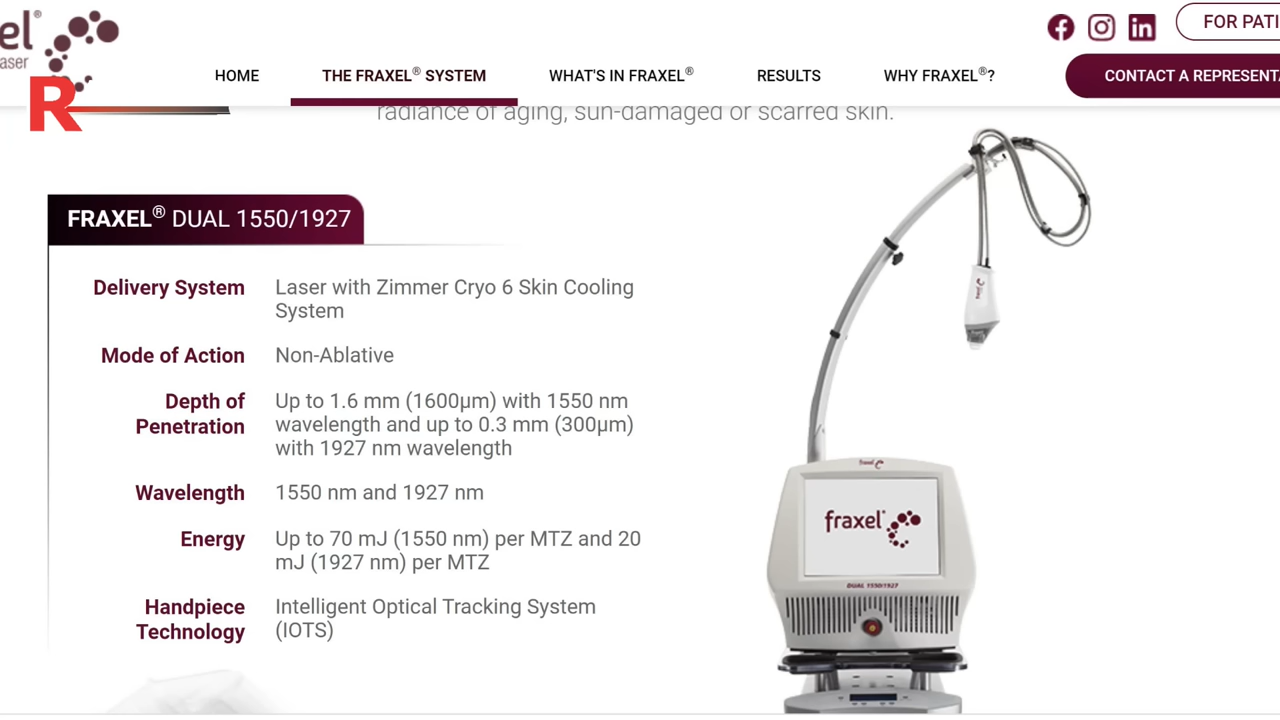 el®
aser
R
FOR PATI
HOME
THE FRAXEL® SYSTEM
WHAT'S IN FRAXEL®
RESULTS
WHY FRAXEL®?
CONTACT A REPRESENTA
radiance of aging, sun-damaged or scarred skin.
FRAXEL® DUAL 1550/1927
Delivery System
Laser with Zimmer Cryo 6 Skin Cooling
System
Mode of Action
Non-Ablative
Depth of
Penetration
Up to 1.6 mm (1600µm) with 1550 nm
wavelength and up to 0.3 mm (300µm)
with 1927 nm wavelength
Wavelength
1550 nm and 1927 nm
Energy
Up to 70 mJ (1550 nm) per MTZ and 20
mJ (1927 nm) per MTZ
Handpiece
Technology
Intelligent Optical Tracking System
(IOTS)
fraxel
fraxel
fraxel®
DUAL 1550/1927